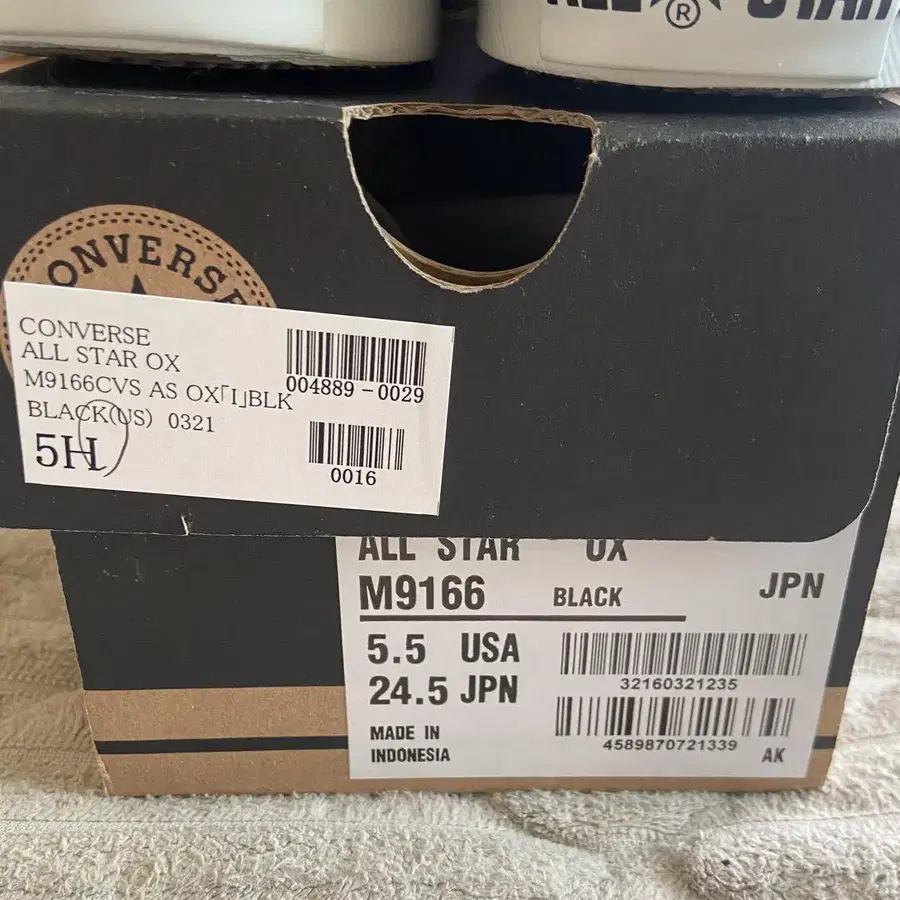 ALL ® STAR
CONVERSE
CONVERSE
ALL STAR OX
M9166CVS AS OX「I」BLK
BLACK(US) 0321
5H
004889-0029
0016
ALL STAR OX
M9166 BLACK JPN
5.5 USA
24.5 JPN
32160321235
4589870721339
MADE IN
INDONESIA
AK